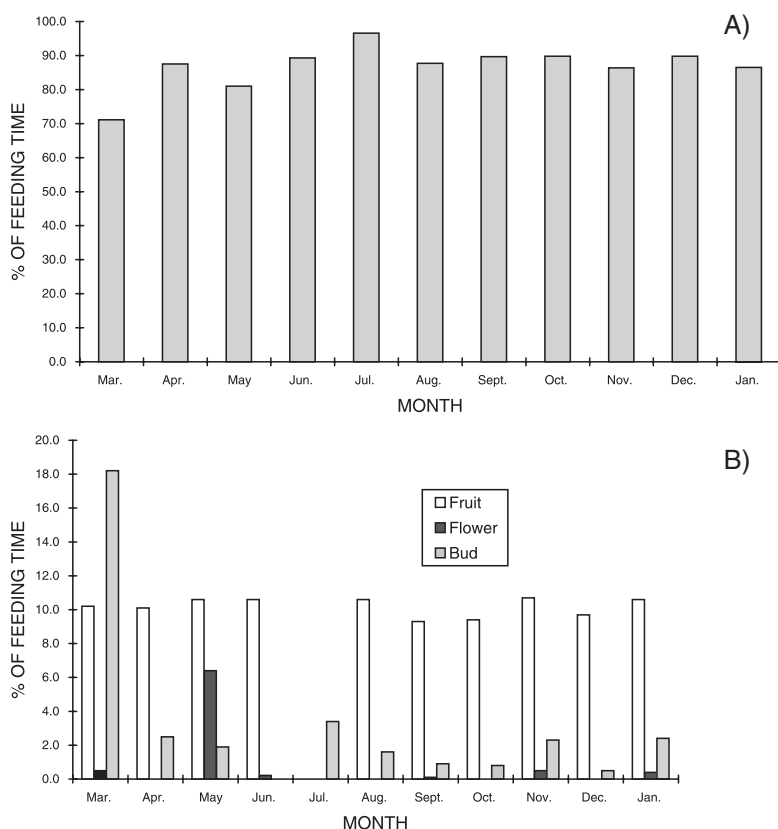 A)
% OF FEEDING TIME
100.0
90.0
80.0
70.0
60.0
50.0
40.0
30.0
20.0
10.0
0.0
Mar. Apr. May Jun. Jul. Aug. Sept. Oct. Nov. Dec. Jan.
MONTH
B)
% OF FEEDING TIME
20.0
18.0
16.0
14.0
12.0
10.0
8.0
6.0
4.0
2.0
0.0
Fruit
Flower
Bud
Mar. Apr. May Jun. Jul. Aug. Sept. Oct. Nov. Dec. Jan.
MONTH